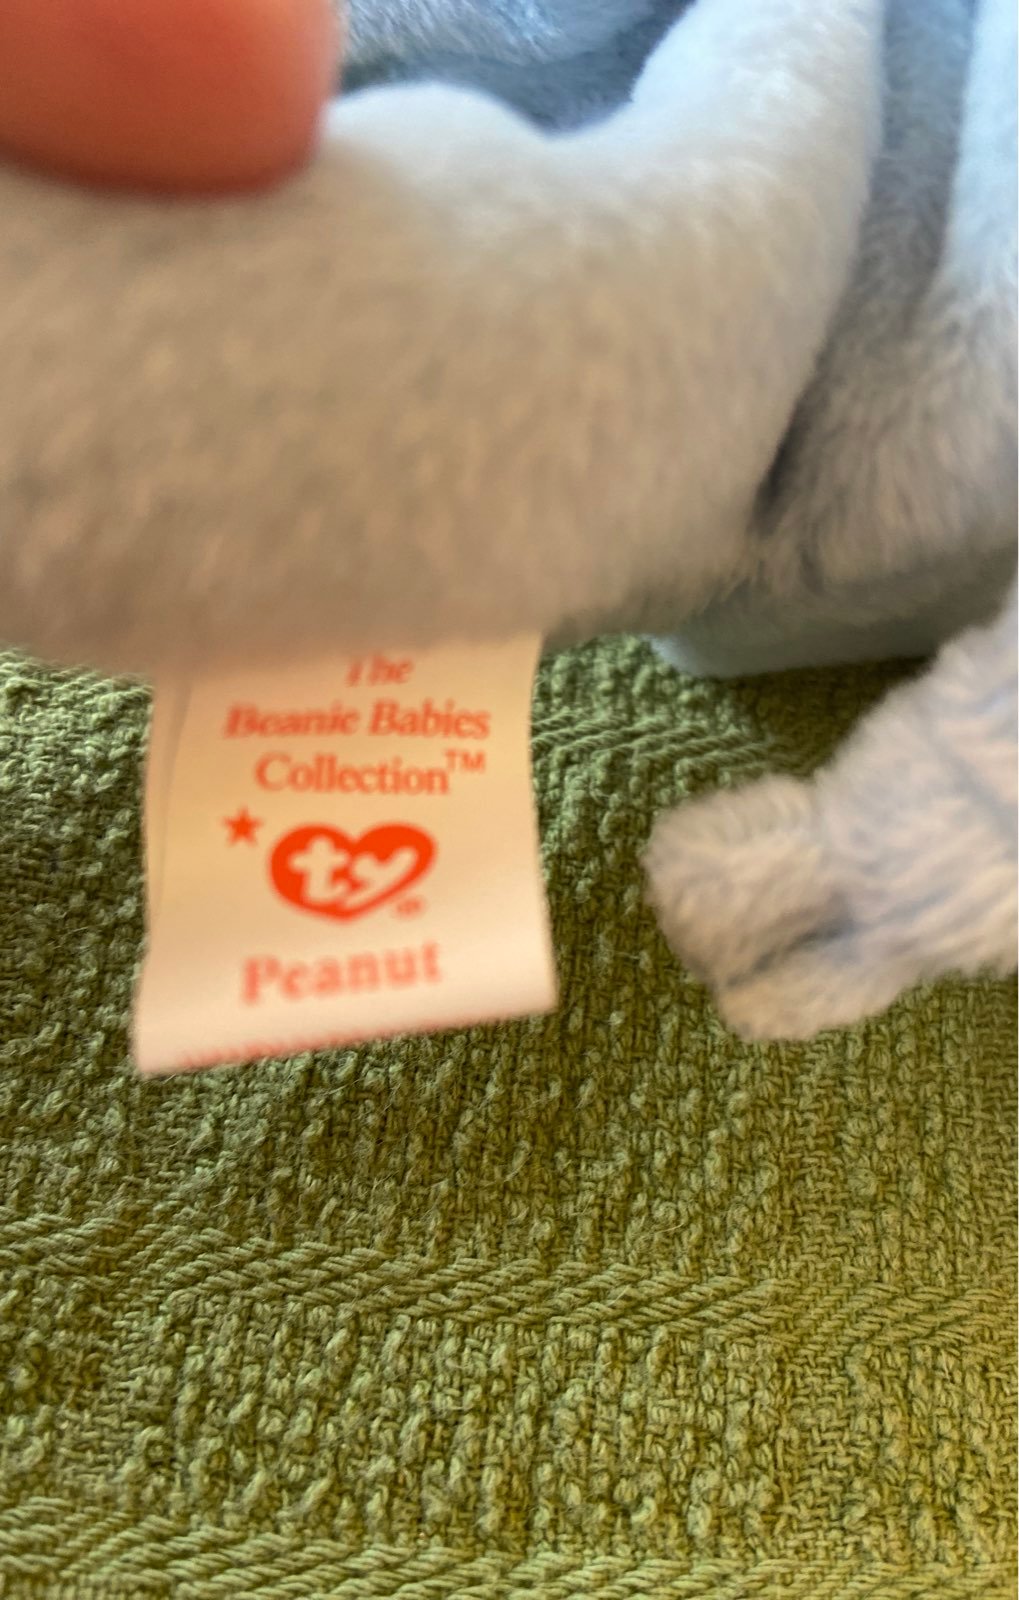 The
Beanie Babies
Collection™
ty®
Peanut